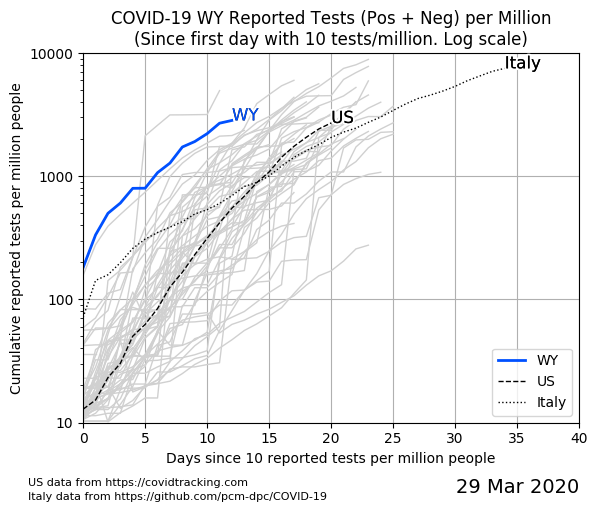 COVID-19 WY Reported Tests (Pos + Neg) per Million
(Since first day with 10 tests/million. Log scale)
Cumulative reported tests per million people
10000
1000
100
10
WY
US
Italy
WY
US
Italy
0 5 10 15 20 25 30 35 40
Days since 10 reported tests per million people
US data from https://covidtracking.com
Italy data from https://github.com/pcm-dpc/COVID-19
29 Mar 2020